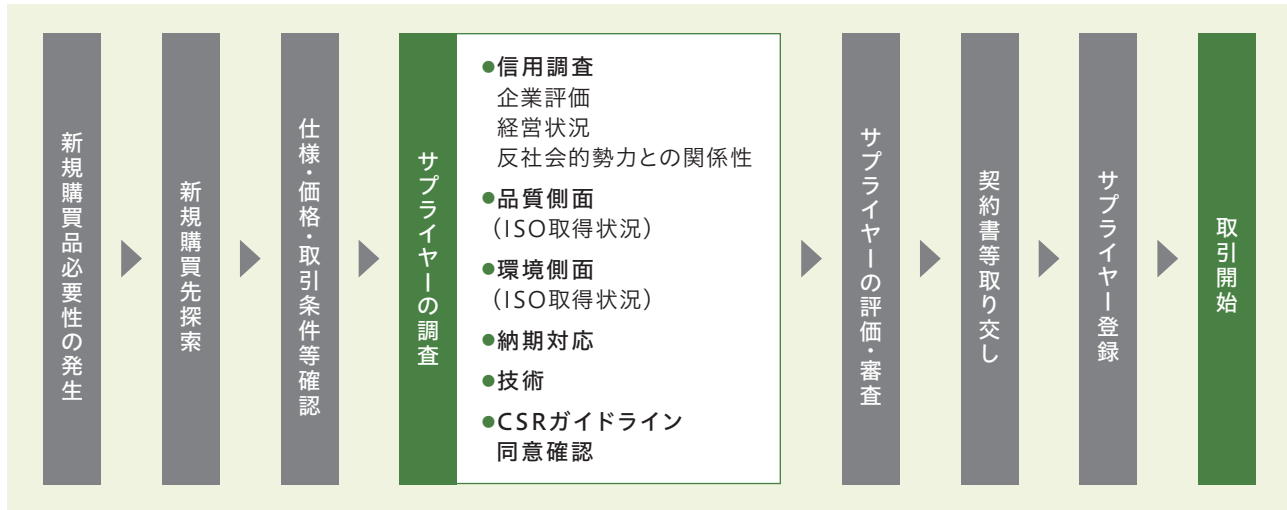 新規購買品必要性の発生
新規購買先探索
仕様・価格・取引条件等確認
サプライヤーの調査
●信用調査
企業評価
経営状況
反社会的勢力との関係性
●品質側面
（ISO取得状況）
●環境側面
（ISO取得状況）
●納期対応
●技術
●CSRガイドライン
同意確認
サプライヤーの評価・審査
契約書等取り交し
サプライヤー登録
取引開始